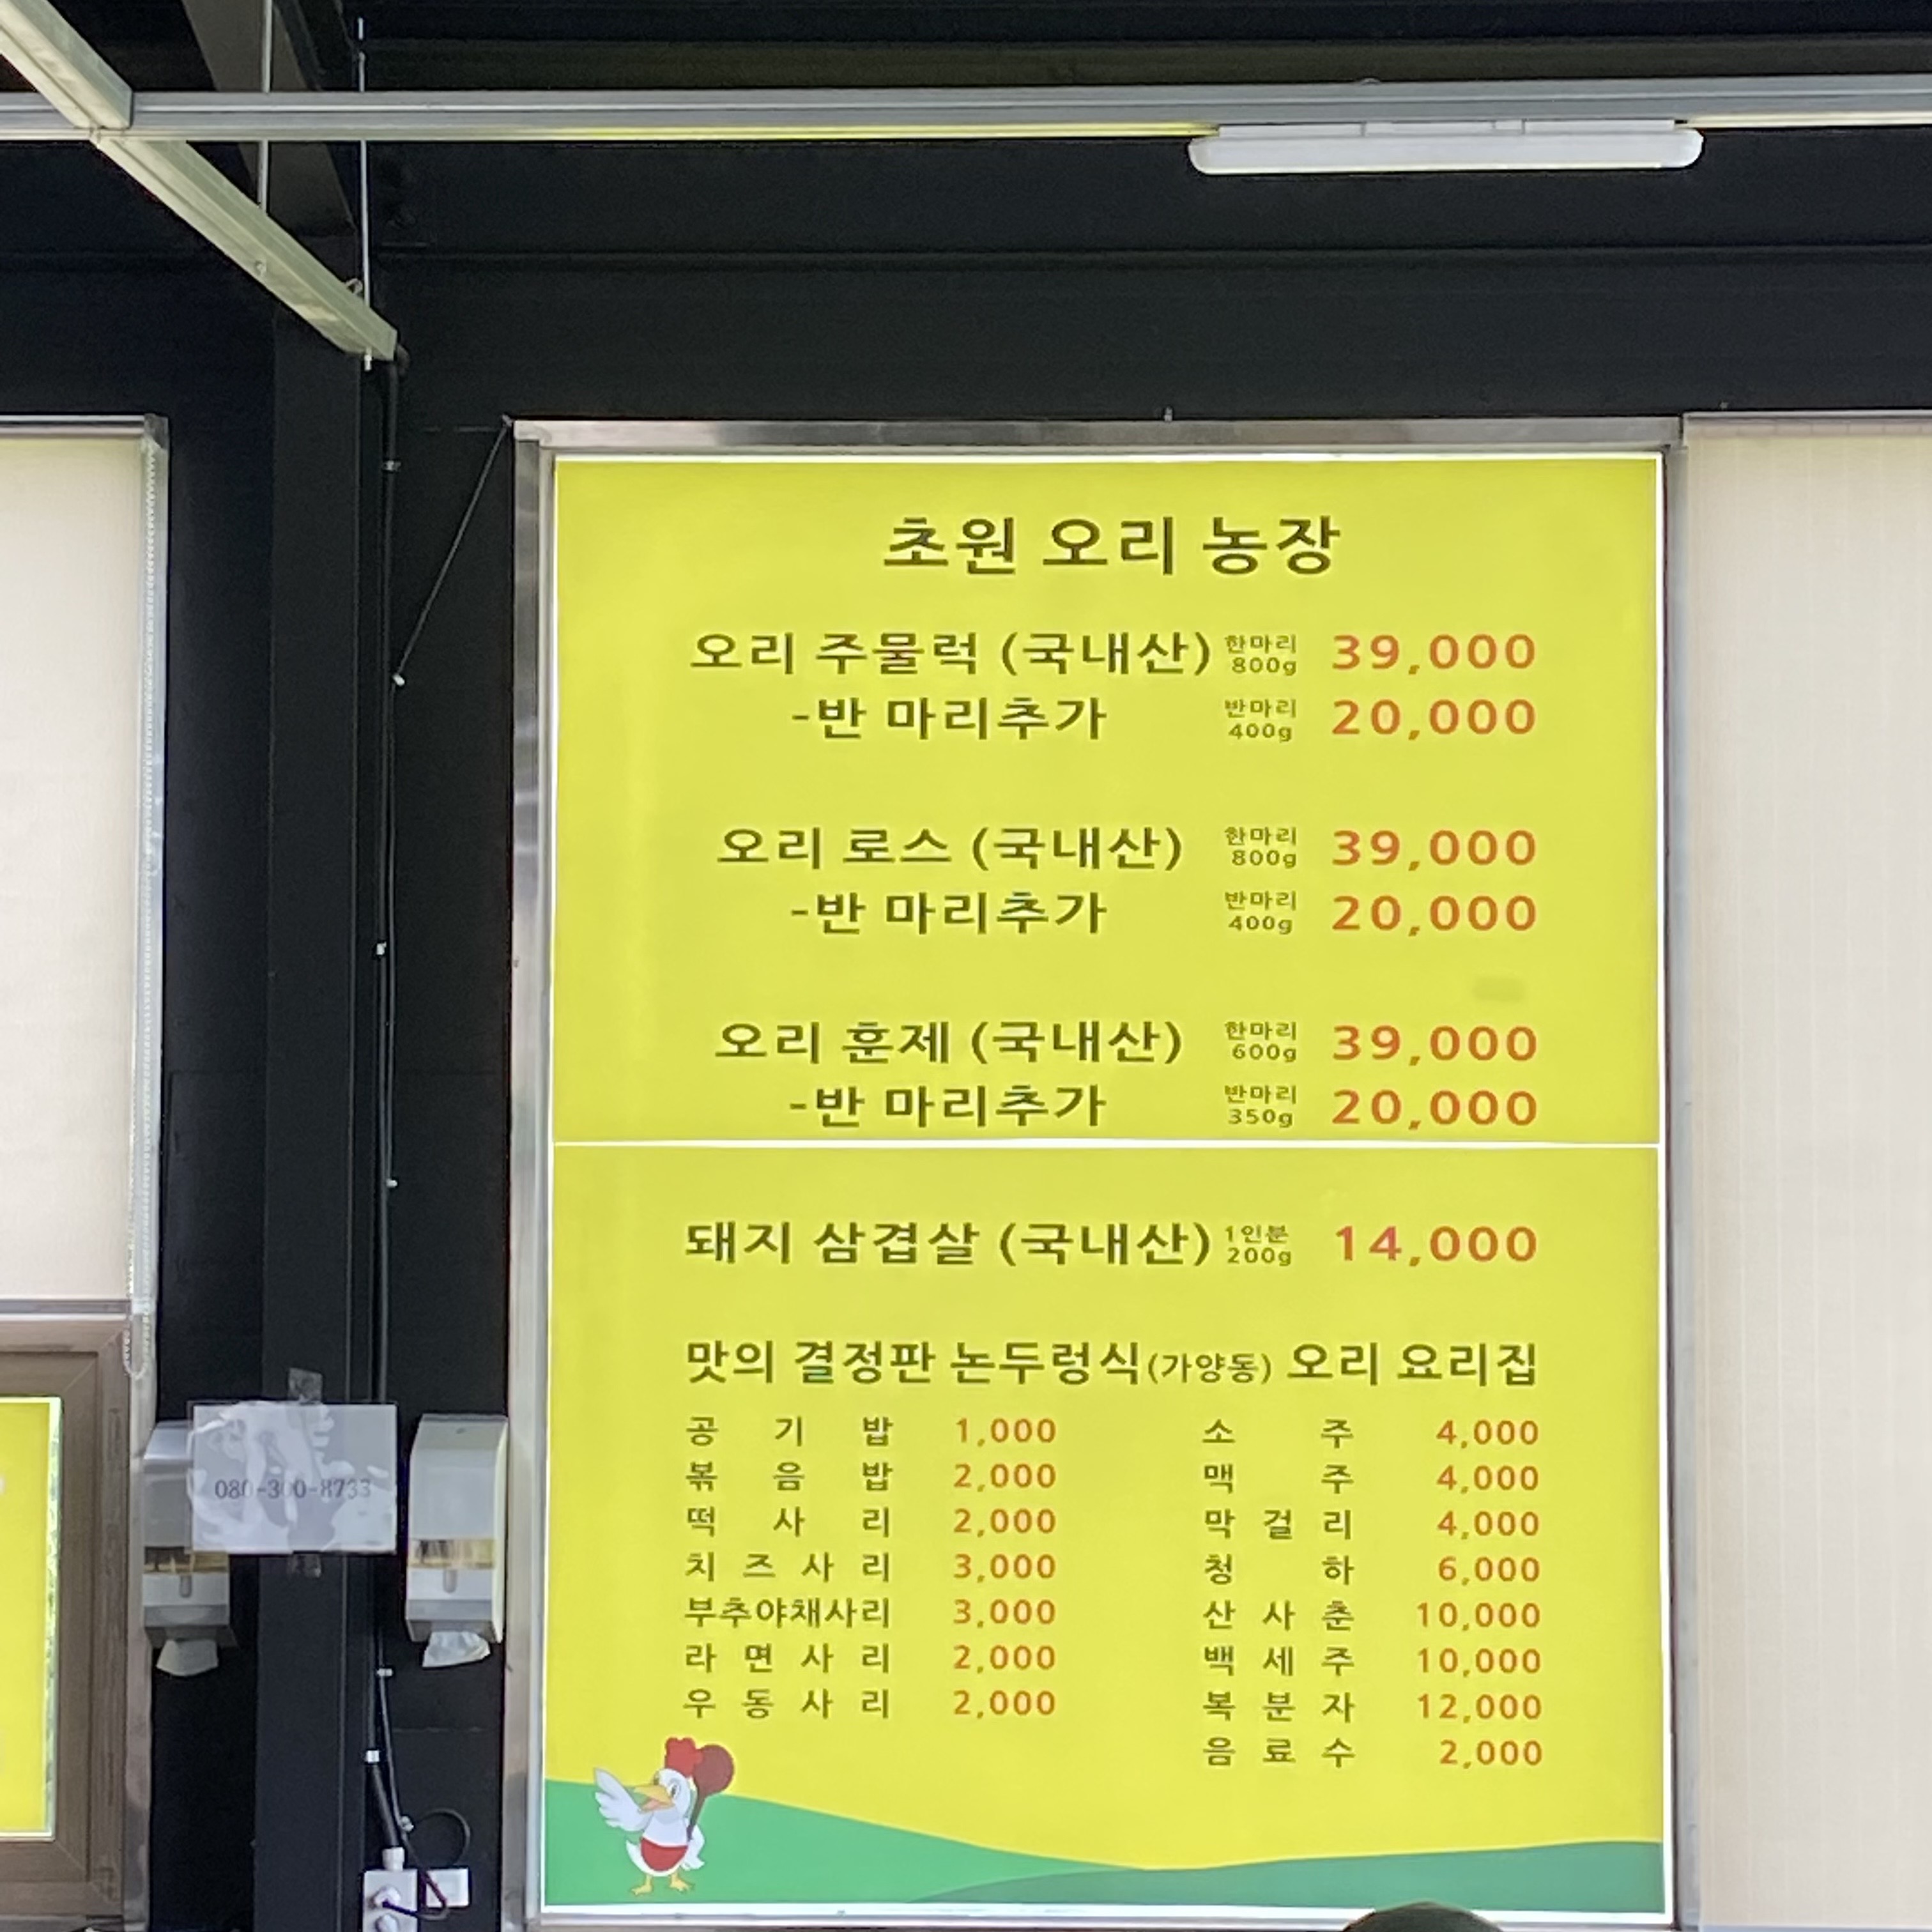 초원 오리 농장
오리 주물럭 (국내산) 한마리 800g 39,000
-반 마리추가 반마리 400g 20,000
오리 로스 (국내산) 한마리 800g 39,000
-반 마리추가 반마리 400g 20,000
오리 훈제 (국내산) 한마리 600g 39,000
-반 마리추가 반마리 350g 20,000
돼지 삼겹살 (국내산) 1인분 200g 14,000
맛의 결정판 논두렁식(가양동) 오리 요리집
공기밥 1,000
볶음밥 2,000
떡사리 2,000
치즈사리 3,000
부추야채사리 3,000
라면사리 2,000
우동사리 2,000
소주 4,000
맥주 4,000
막걸리 4,000
청하 6,000
산사춘 10,000
백세주 10,000
복분자 12,000
음료수 2,000
080-300-8733